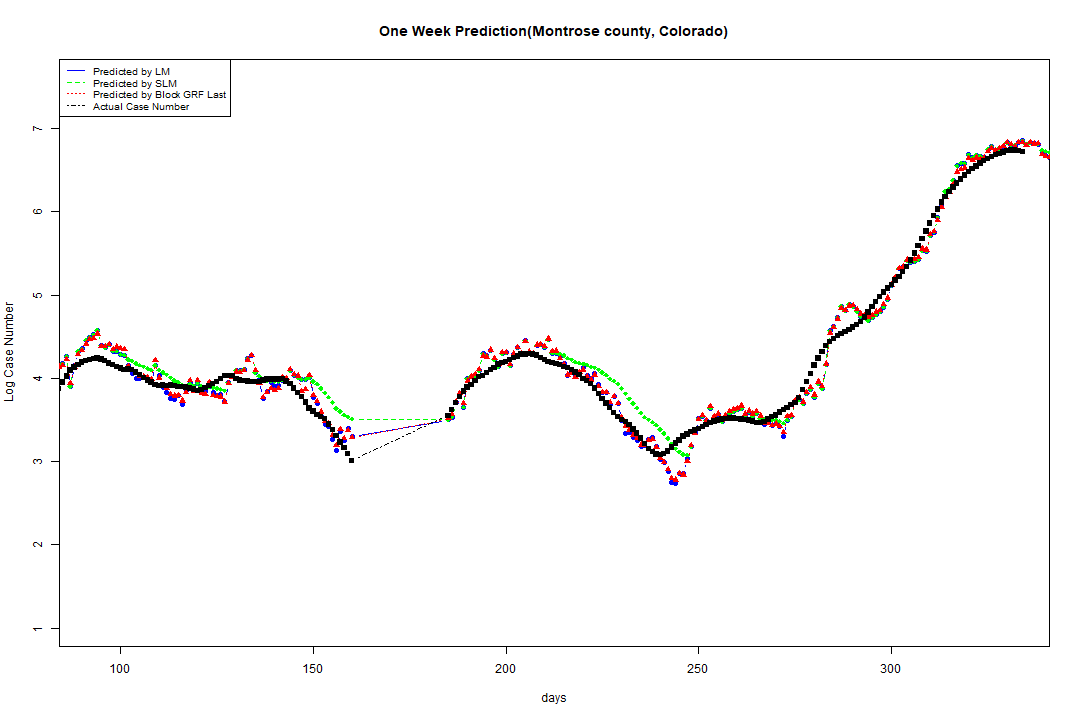 One Week Prediction(Montrose county, Colorado)
Predicted by LM
Predicted by SLM
Predicted by Block GRF Last
Actual Case Number
Log Case Number
7
6
5
4
3
2
1
100 150 200 250 300
days